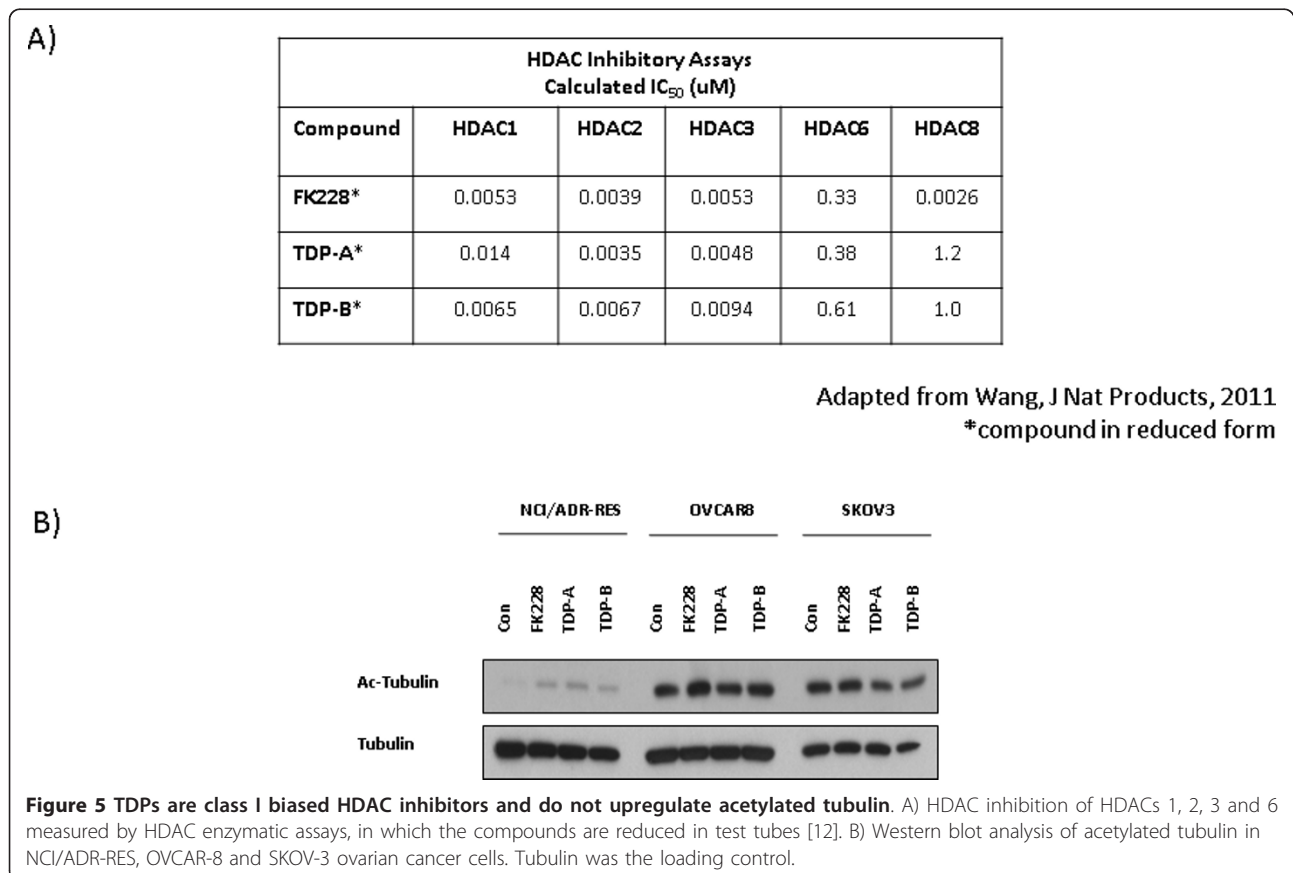 A)
HDAC Inhibitory Assays
Calculated IC50 (uM)
Compound HDAC1 HDAC2 HDAC3 HDAC6 HDAC8
FK228* 0.0053 0.0039 0.0053 0.33 0.0026
TDP-A* 0.014 0.0035 0.0048 0.38 1.2
TDP-B* 0.0065 0.0067 0.0094 0.61 1.0
Adapted from Wang, J Nat Products, 2011
*compound in reduced form
B)
NCI/ADR-RES OVCAR8 SKOV3
Con FK228 TDP-A TDP-B Con FK228 TDP-A TDP-B Con FK228 TDP-A TDP-B
Ac-Tubulin
Tubulin
Figure 5 TDPs are class I biased HDAC inhibitors and do not upregulate acetylated tubulin. A) HDAC inhibition of HDACs 1, 2, 3 and 6
measured by HDAC enzymatic assays, in which the compounds are reduced in test tubes [12]. B) Western blot analysis of acetylated tubulin in
NCI/ADR-RES, OVCAR-8 and SKOV-3 ovarian cancer cells. Tubulin was the loading control.